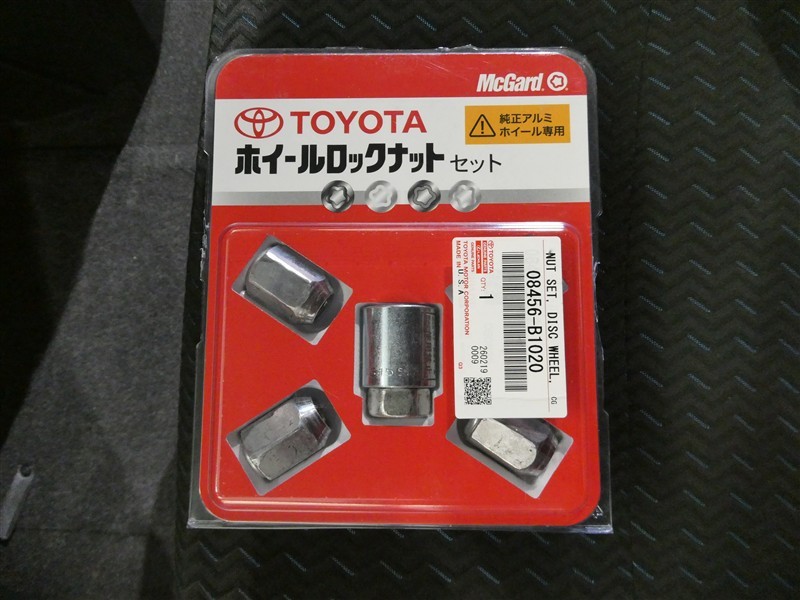 McGard
TOYOTA
純正アルミ
ホイール専用
ホイールロックナット セット
TOYOTA
GENUINE PARTS
TOYOTA MOTOR CORPORATION
MADE IN U.S.A
QTY: 1
260219
0009
08456-B1020
NUT SET, DISC WHEEL,